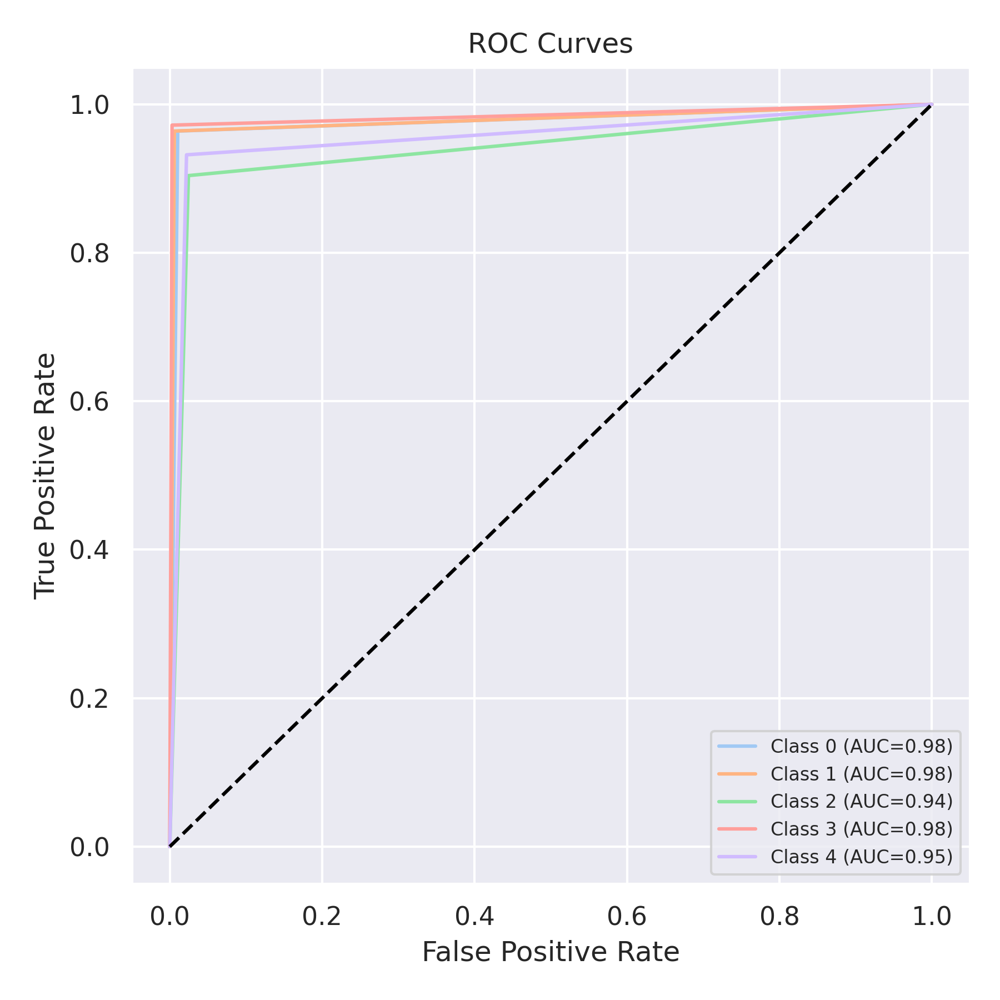 ROC Curves
True Positive Rate
1.0
0.8
0.6
0.4
0.2
0.0
Class 0 (AUC=0.98)
Class 1 (AUC=0.98)
Class 2 (AUC=0.94)
Class 3 (AUC=0.98)
Class 4 (AUC=0.95)
0.0 0.2 0.4 0.6 0.8 1.0
False Positive Rate